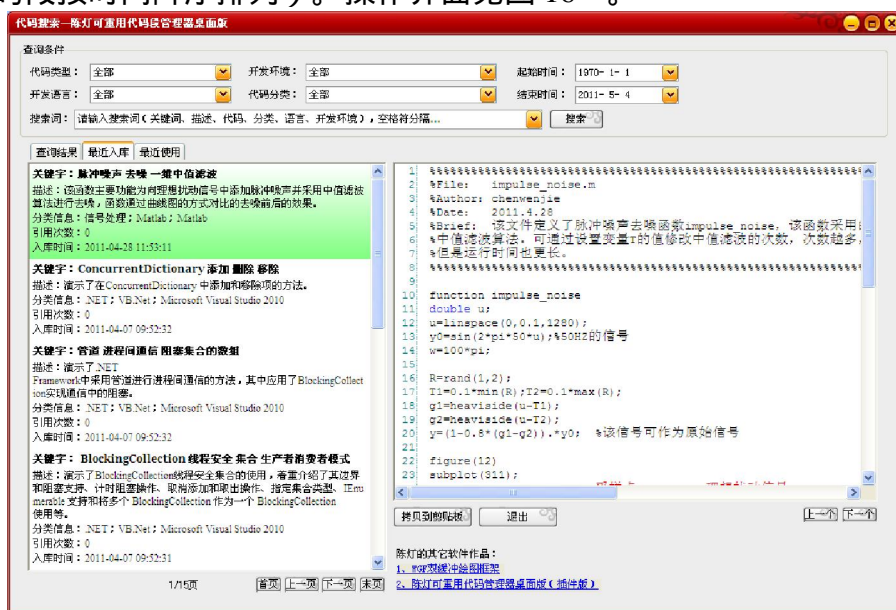 代码搜索—陈灯可重用代码段管理器桌面版
查询条件
代码类型： 全部 开发环境： 全部 起始时间： 1970- 1- 1
开发语言： 全部 代码分类： 全部 结束时间： 2011- 5- 4
搜索词： 请输入搜索词(关键词、描述、代码、分类、语言、开发环境)，空格符分隔... 搜索
查询结果 最近入库 最近使用
关键字：脉冲噪声 去噪 一维中值滤波
描述：该函数主要功能为向理想扰动信号中添加脉冲噪声并采用中值滤波
算法进行去噪，函数通过曲线图的方式对比的去噪前后的效果。
分类信息：信号处理；Matlab；Matlab
引用次数：0
入库时间：2011-04-28 11:53:11
关键字：ConcurrentDictionary 添加 删除 移除
描述：演示了在ConcurrentDictionary 中添加和移除项的方法。
分类信息：.NET；VB.Net；Microsoft Visual Studio 2010
引用次数：0
入库时间：2011-04-07 09:52:32
关键字：管道 进程间通信 阻塞集合的数组
描述：演示了.NET
Framework中采用管道进行进程间通信的方法，其中应用了BlockingCollect
ion实现通信中的阻塞。
分类信息：.NET；VB.Net；Microsoft Visual Studio 2010
引用次数：0
入库时间：2011-04-07 09:52:32
关键字： BlockingCollection 线程安全 集合 生产者消费者模式
描述：演示了BlockingCollection线程安全集合的使用，着重介绍了其边界
和阻塞支持、计时阻塞操作、取消添加和取出操作、指定集合类型、IEnu
merable 支持和将多个 BlockingCollection 作为一个 BlockingCollection
使用等。
分类信息：.NET；VB.Net；Microsoft Visual Studio 2010
引用次数：0
入库时间：2011-04-07 09:52:31
1/15页 首页 上一页 下一页 末页
1 %%%%%%%%%%%%%%%%%%%%%%%%%%%%%%%%%%%%%%%%%%%%%%%%%%%%
2 %File: impulse_noise.m
3 %Author: chenwenjie
4 %Date: 2011.4.28
5 %Brief: 该文件定义了脉冲噪声去噪函数impulse_noise，该函数采用
6 %中值滤波算法。可通过设置变量T的值修改中值滤波的次数，次数越多，
7 %但是运行时间也更长。
8 %%%%%%%%%%%%%%%%%%%%%%%%%%%%%%%%%%%%%%%%%%%%%%%%%%%%
9
10 function impulse_noise
11 double u;
12 u=linspace(0,0.1,1280);
13 y0=sin(2*pi*50*u);%50HZ的信号
14 w=100*pi;
15
16 R=rand(1,2);
17 T1=0.1*min(R);T2=0.1*max(R);
18 g1=heaviside(u-T1);
19 g2=heaviside(u-T2);
20 y=(1-0.8*(g1-g2)).*y0; %该信号可作为原始信号
21
22 figure(12)
23 subplot(311);
拷贝到剪贴板 退出 上一个 下一个
陈灯的其它软件作品：
1、WGF双缓冲绘图框架
2、陈灯可重用代码管理器桌面版(插件版)